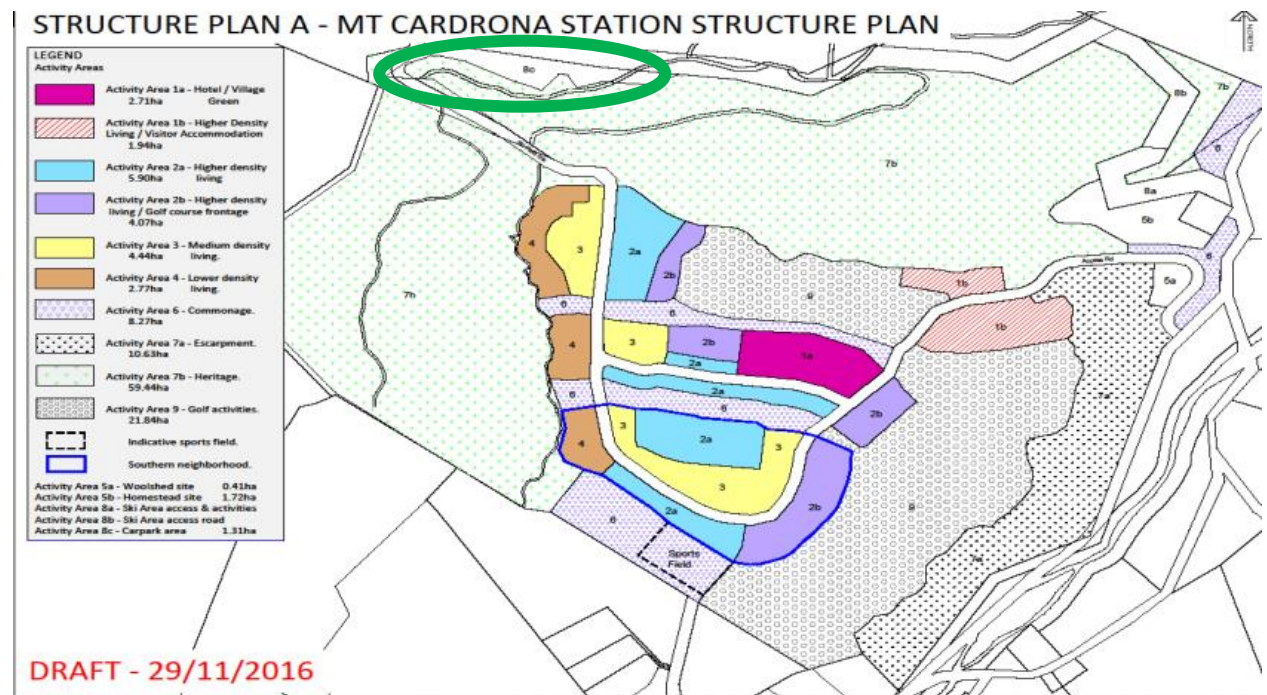 STRUCTURE PLAN A - MT CARDRONA STATION STRUCTURE PLAN
NORTH
LEGEND
Activity Areas
Activity Area 1a - Hotel / Village
2.71ha Green
Activity Area 1b - Higher Density
Living / Visitor Accommodation
1.94ha
Activity Area 2a - Higher density
5.90ha living
Activity Area 2b - Higher density
living / Golf course frontage
4.07ha
Activity Area 3 - Medium density
4.44ha living.
Activity Area 4 - Lower density
2.77ha living.
Activity Area 6 - Commonage.
8.27ha
Activity Area 7a - Escarpment.
10.63ha
Activity Area 7b - Heritage.
59.44ha
Activity Area 9 - Golf activities.
21.84ha
Indicative sports field.
Southern neighborhood.
Activity Area 5a - Woolshed site 0.41ha
Activity Area 5b - Homestead site 1.72ha
Activity Area 8a - Ski Area access & activities
Activity Area 8b - Ski Area access road
Activity Area 8c - Carpark area 1.31ha
8c
8b
7b
6
7b
8a
5b
6
Access Rd
5a
4
3
2a
2b
7b
9
1b
1b
6
6
4
3
2b
2a
1a
2a
6
6
2b
7a
4
3
2a
3
3
2b
9
2a
6
Sports
Field
7a
DRAFT - 29/11/2016